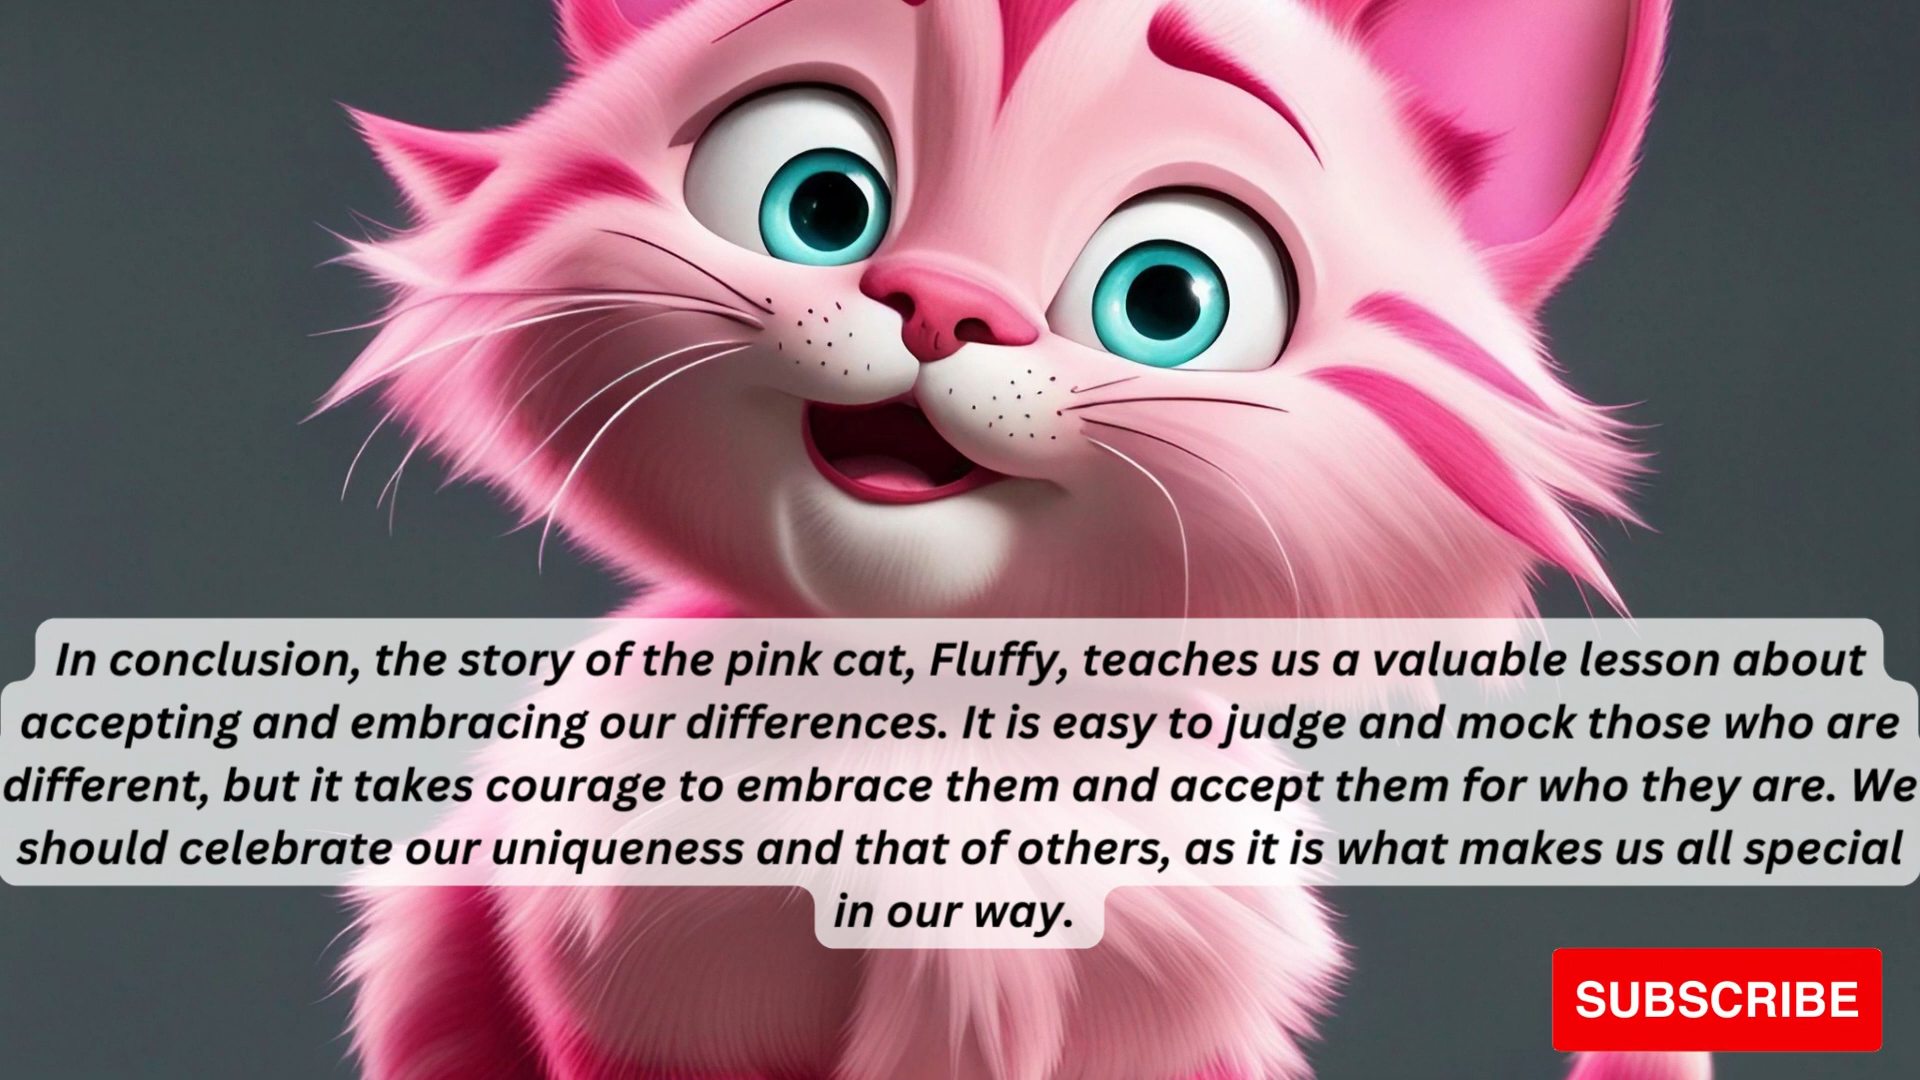 In conclusion, the story of the pink cat, Fluffy, teaches us a valuable lesson about
accepting and embracing our differences. It is easy to judge and mock those who are
different, but it takes courage to embrace them and accept them for who they are. We
should celebrate our uniqueness and that of others, as it is what makes us all special
in our way.
SUBSCRIBE